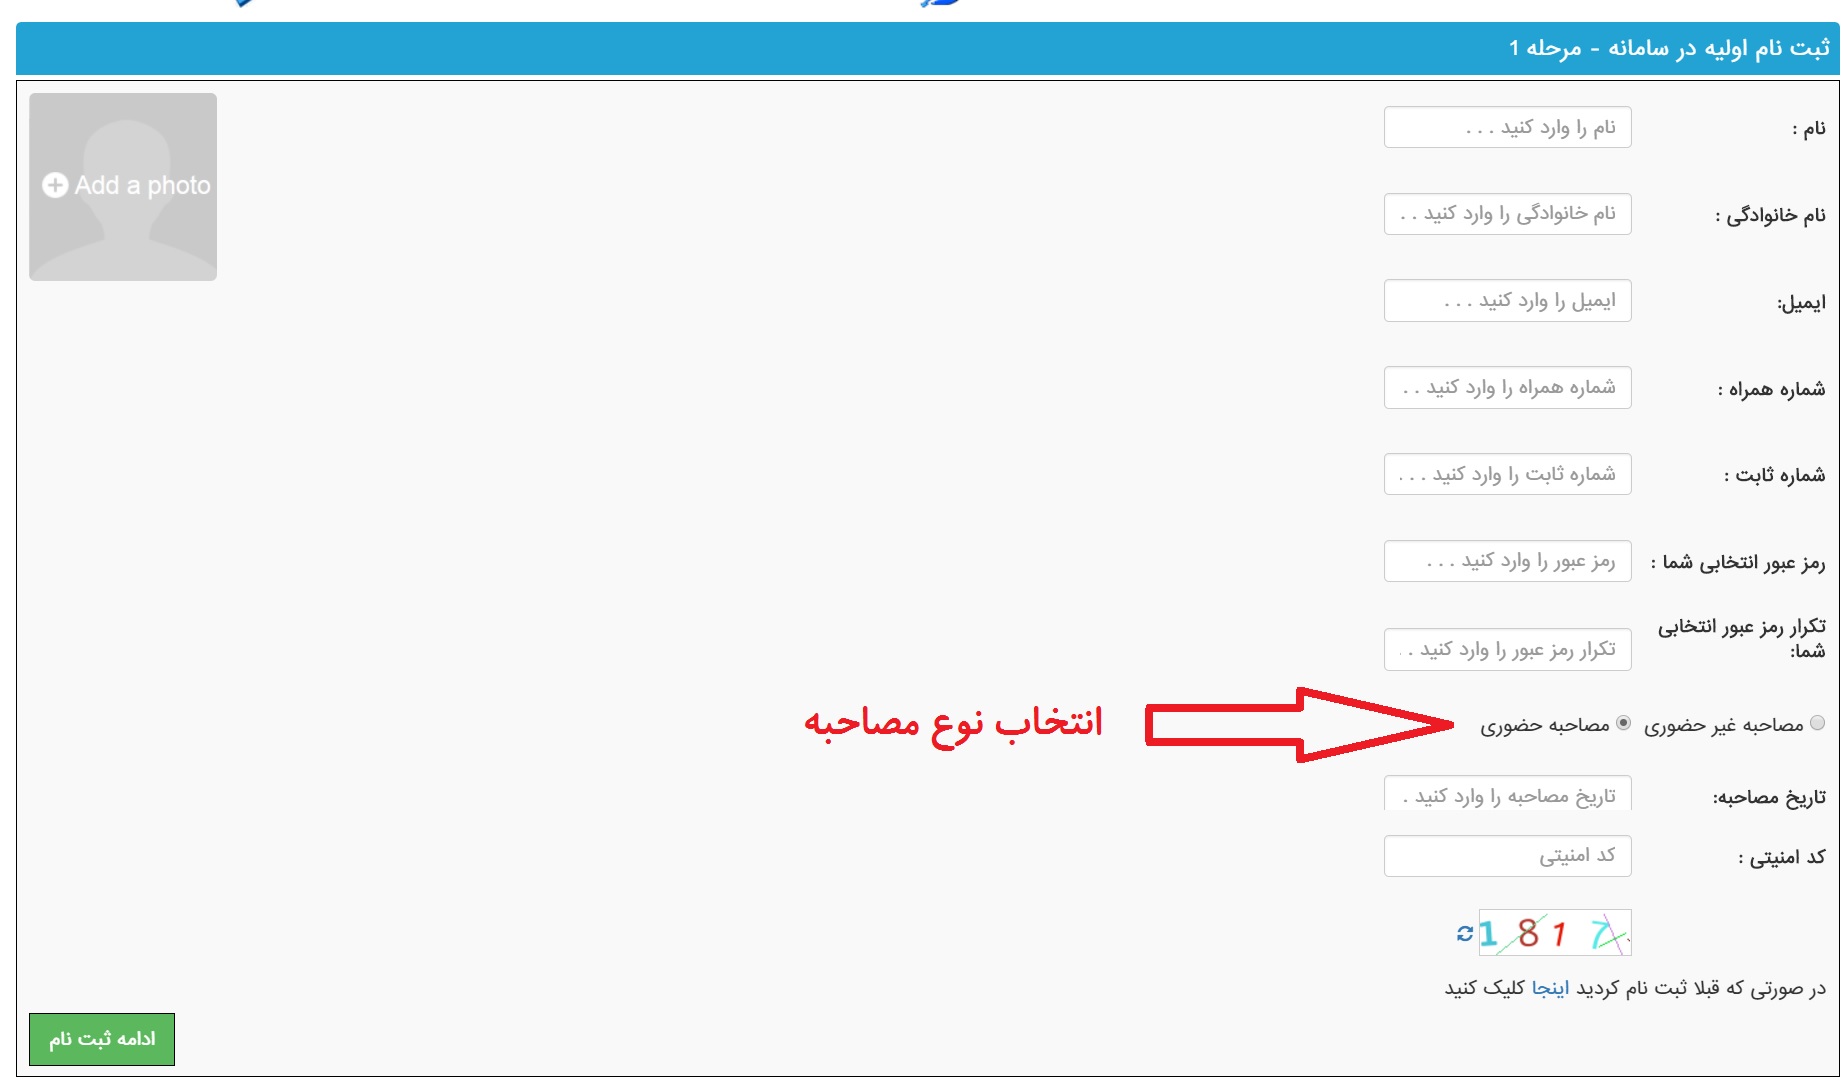 ثبت نام اولیه در سامانه - مرحله 1
Add a photo
نام :
نام را وارد کنید . . .
نام خانوادگی :
نام خانوادگی را وارد کنید . .
ایمیل:
ایمیل را وارد کنید . . .
شماره همراه :
شماره همراه را وارد کنید . .
شماره ثابت :
شماره ثابت را وارد کنید . . .
رمز عبور انتخابی شما :
رمز عبور را وارد کنید . . .
تکرار رمز عبور انتخابی
شما:
تکرار رمز عبور را وارد کنید . .
مصاحبه غیر حضوری مصاحبه حضوری
انتخاب نوع مصاحبه
تاریخ مصاحبه:
تاریخ مصاحبه را وارد کنید .
کد امنیتی :
کد امنیتی
1 8 1 7
در صورتی که قبلا ثبت نام کردید اینجا کلیک کنید
ادامه ثبت نام